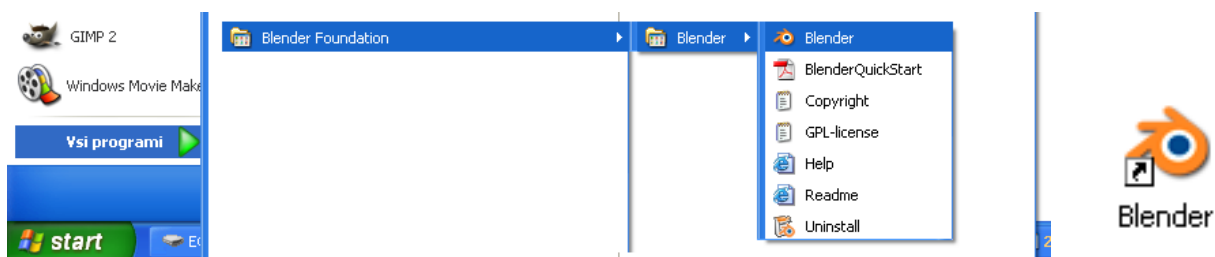 GIMP 2
Windows Movie Make
Vsi programi
start
Blender Foundation
Blender
Blender
BlenderQuickStart
Copyright
GPL-license
Help
Readme
Uninstall
2
Blender